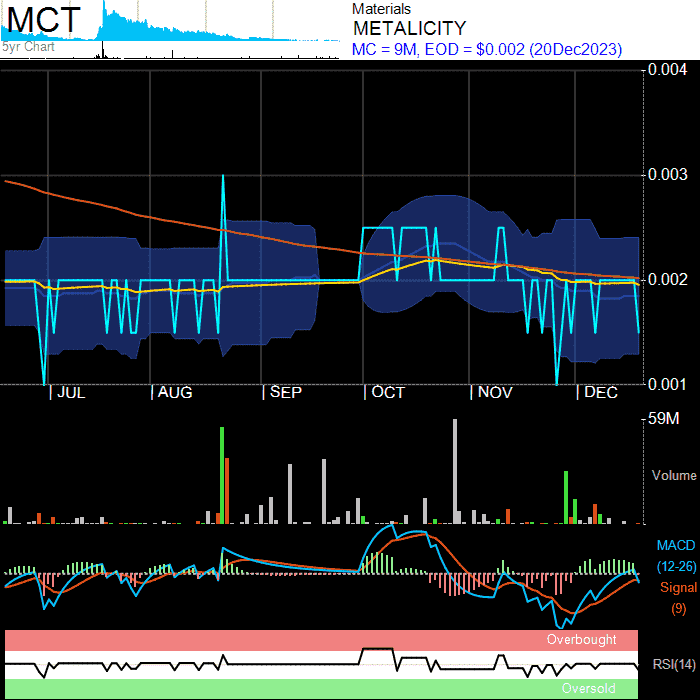 MCT
5yr Chart
Materials
METALICITY
MC = 9M, EOD = $0.002 (20Dec2023)
0.004
0.003
0.002
0.001
| JUL | AUG | SEP | OCT | NOV | DEC
59M
Volume
MACD
(12-26)
Signal
(9)
Overbought
RSI(14)
Oversold